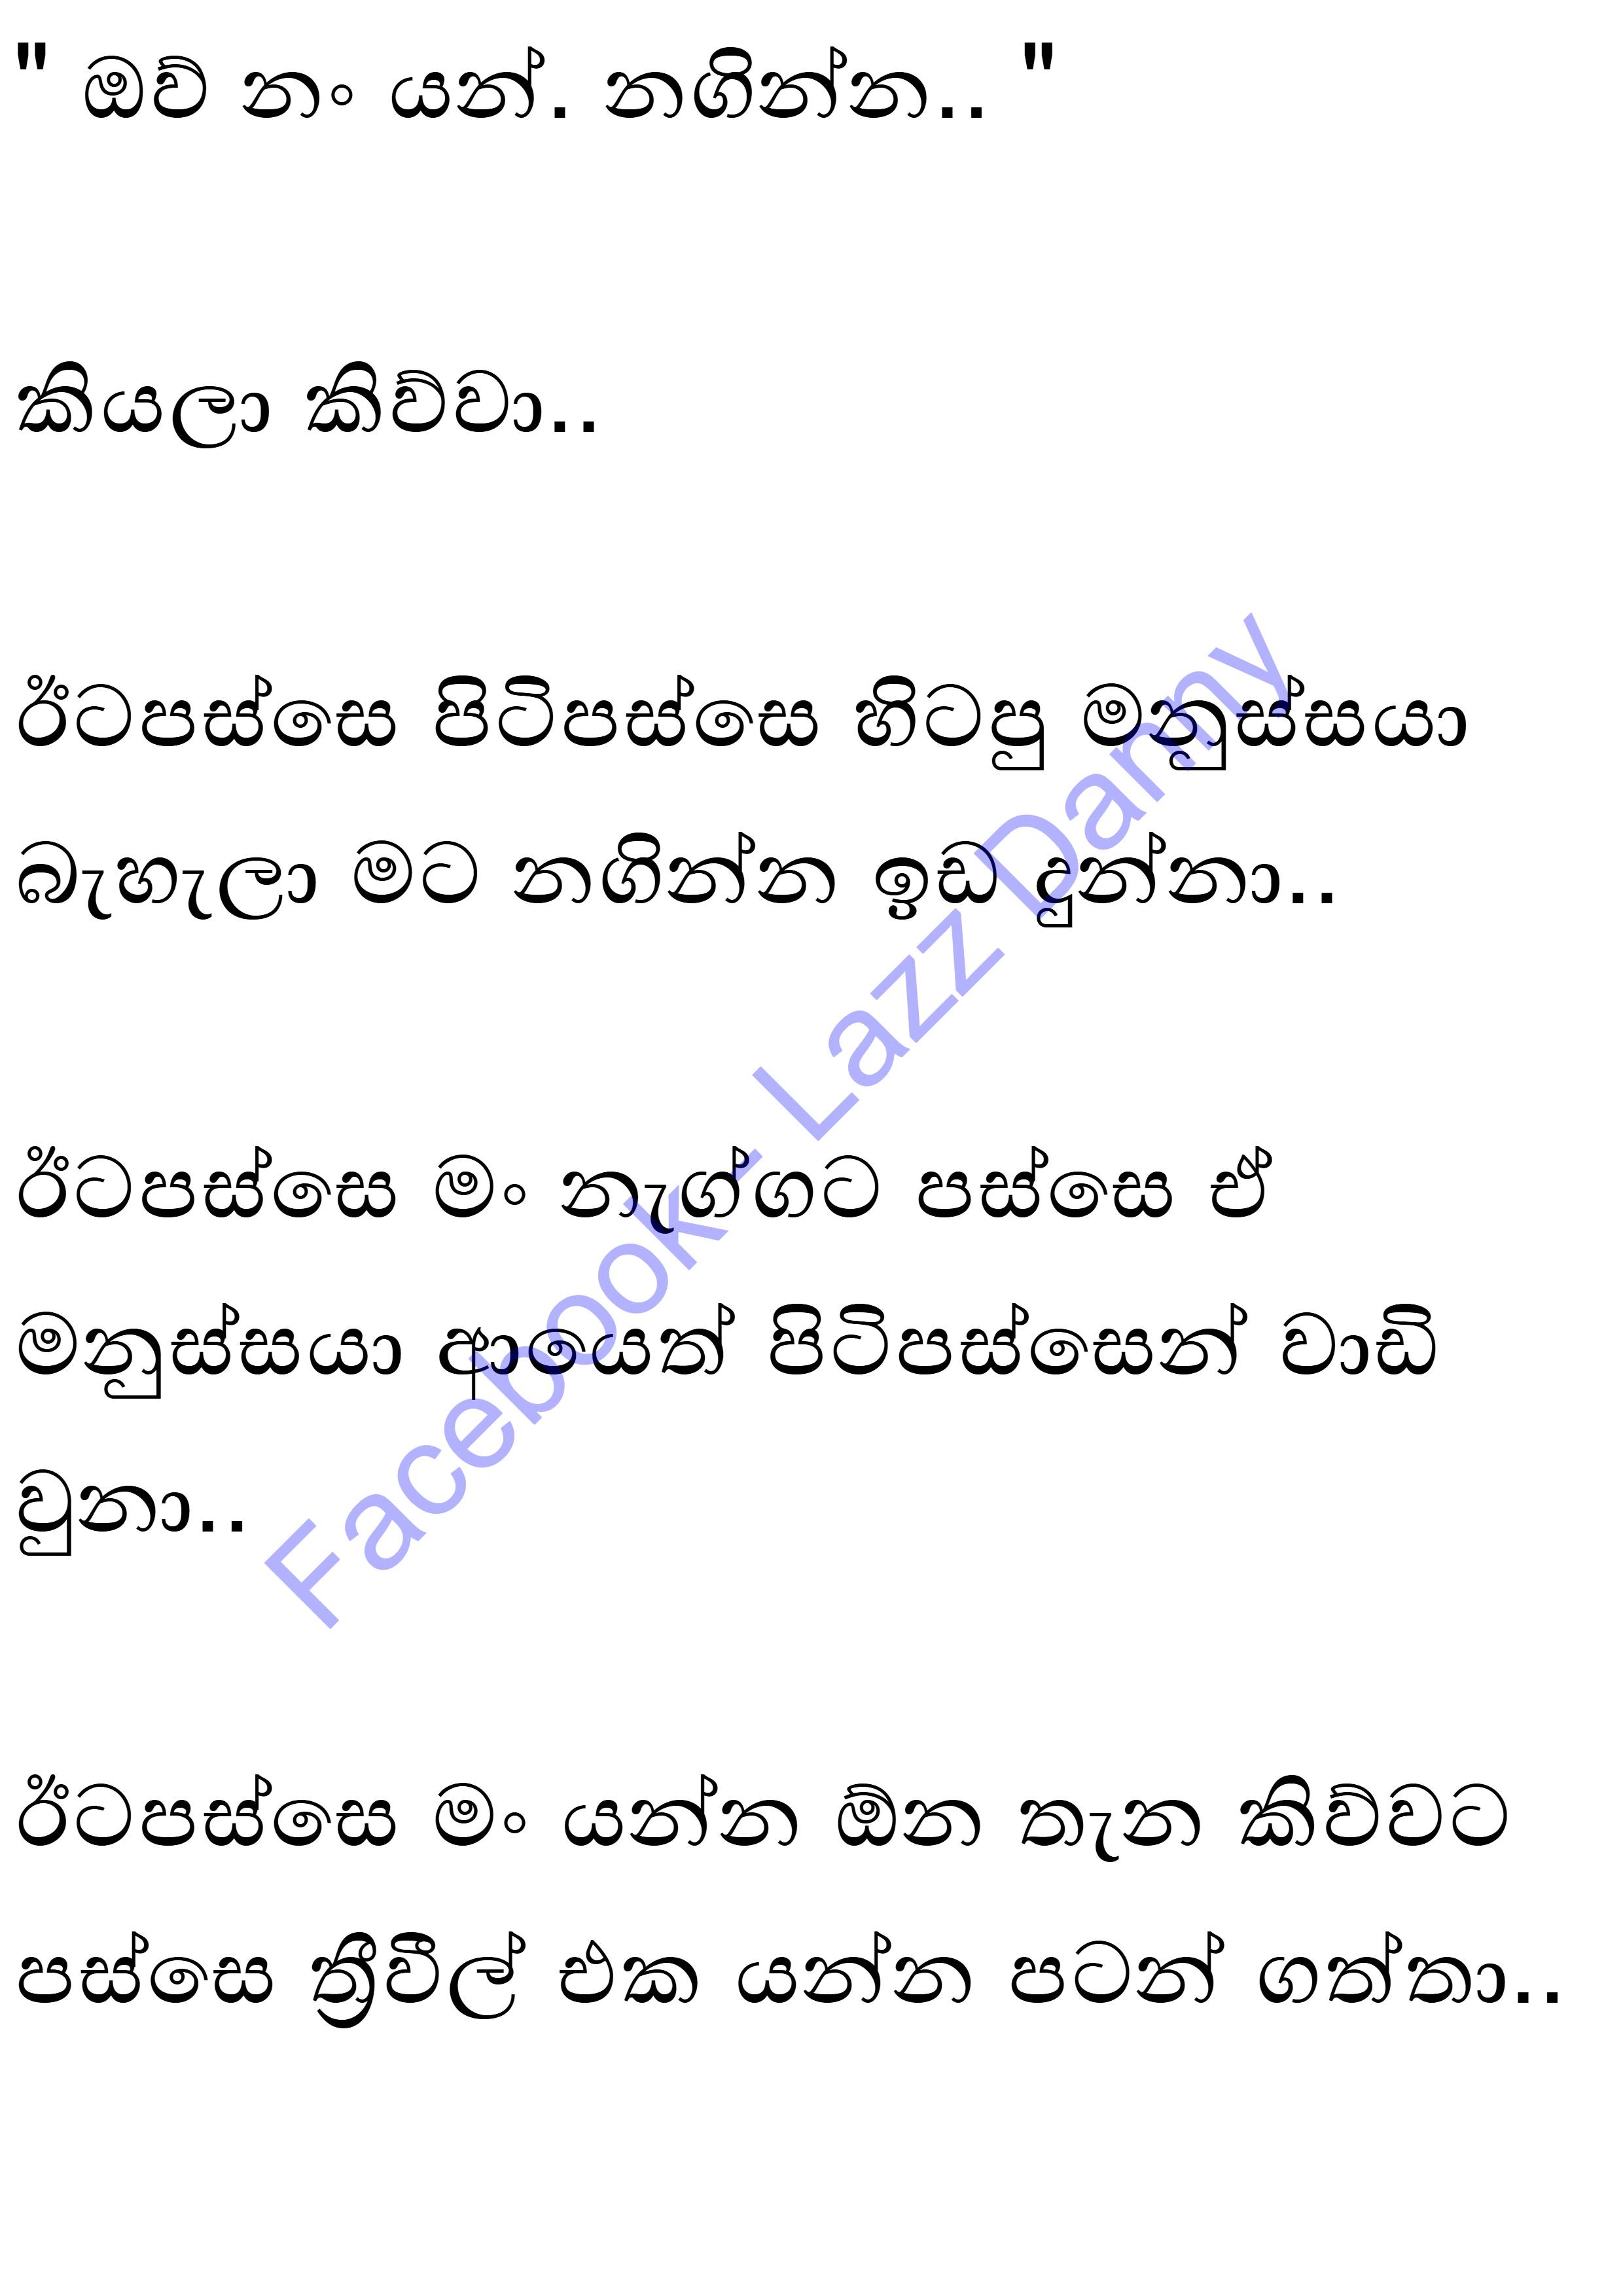 " ඔව් නං යන්. නගින්න.. "
කියලා කිව්වා..
ඊටපස්සෙ පිටිපස්සෙ හිටපු මනුස්සයා
බැහැලා මට නගින්න ඉඩ දුන්නා..
ඊටපස්සෙ මං නැග්ගට පස්සෙ ඒ
මනුස්සයා ආයෙත් පිටිපස්සෙන් වාඩි
වුනා..
ඊටපස්සෙ මං යන්න ඕන තැන කිව්වට
පස්සෙ ත්‍රීවීල් එක යන්න පටන් ගත්තා..
Facebook- Lazz Damy